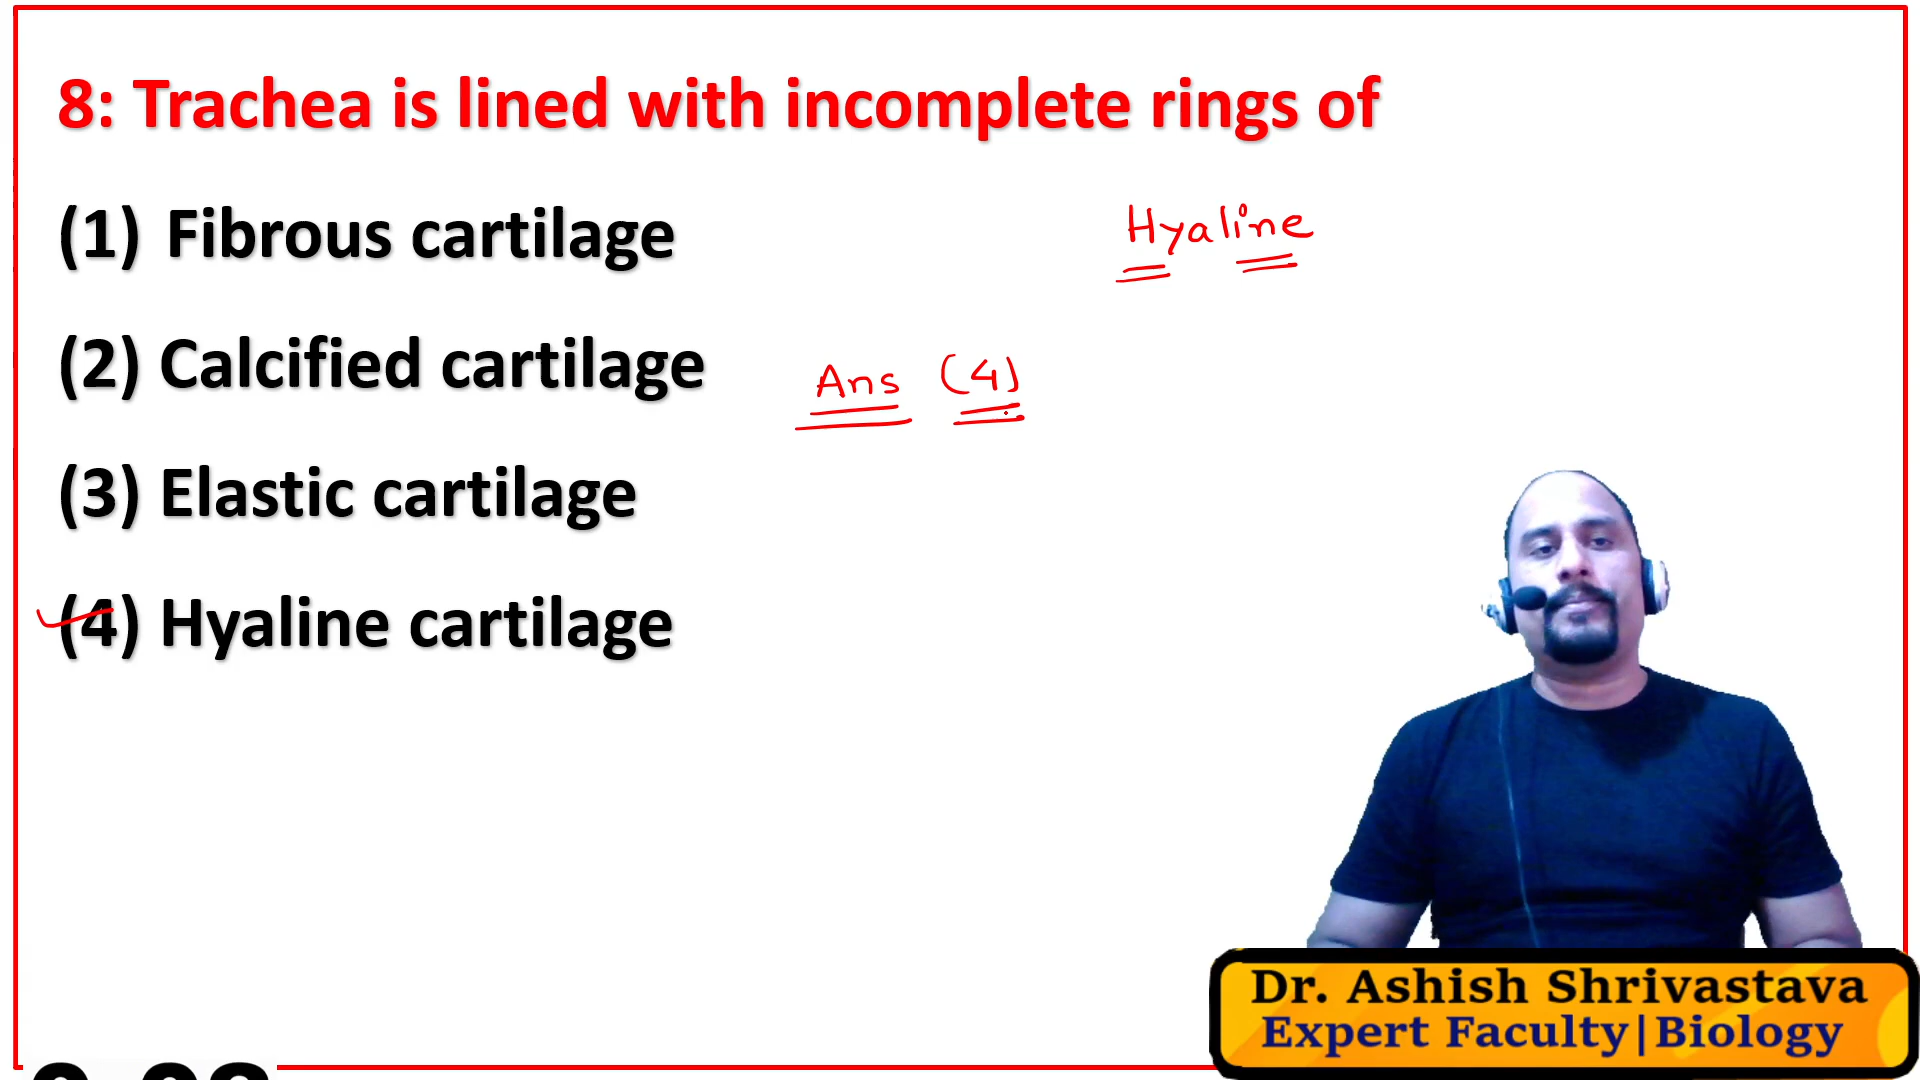 8: Trachea is lined with incomplete rings of
(1) Fibrous cartilage
Hyaline
(2) Calcified cartilage
Ans (4)
(3) Elastic cartilage
(4) Hyaline cartilage
Dr. Ashish Shrivastava
Expert Faculty|Biology